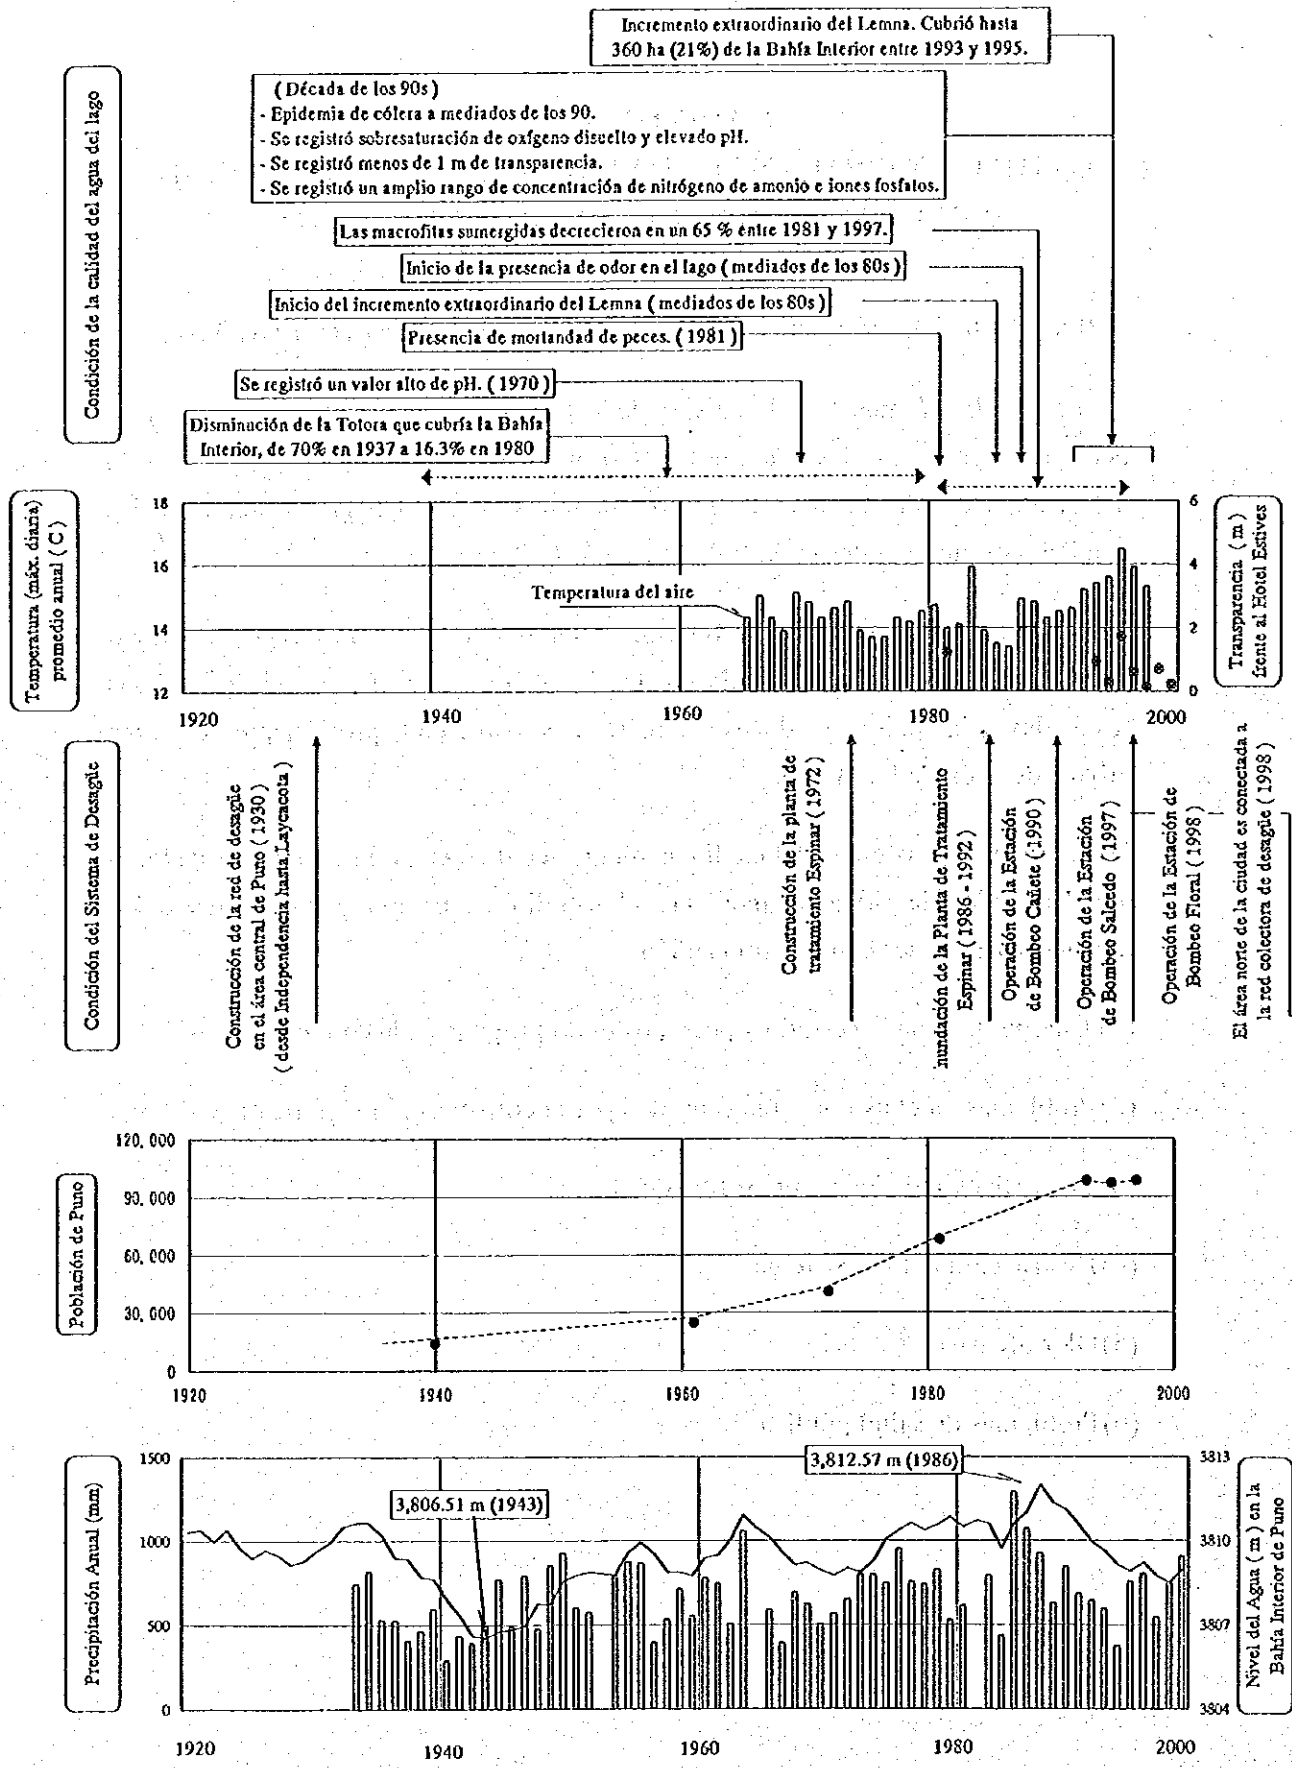 Incremento extraordinario del Lemna. Cubrió hasta
360 ha (21%) de la Bahía Interior entre 1993 y 1995.
Condición de la calidad del agua del lago
( Década de los 90s )
- Epidemia de cólera a mediados de los 90.
- Se registró sobresaturación de oxígeno disuelto y elevado pH.
- Se registró menos de 1 m de transparencia.
- Se registró un amplio rango de concentración de nitrógeno de amonio e iones fosfatos.
Las macrofitas sumergidas decrecieron en un 65 % entre 1981 y 1997.
Inicio de la presencia de odor en el lago ( mediados de los 80s )
Inicio del incremento extraordinario del Lemna ( mediados de los 80s )
Presencia de mortandad de peces. ( 1981 )
Se registró un valor alto de pH. ( 1970 )
Disminución de la Totora que cubría la Bahía
Interior, de 70% en 1937 a 16.3% en 1980
Temperatura (máx. diaria)
promedio anual ( C )
18
16
14
12
Temperatura del aire
6
4
2
0
Transparencia ( m )
frente al Hotel Estives
1920
1940
1960
1980
2000
Condición del Sistema de Desagüe
Construcción de la red de desagüe
en el área central de Puno ( 1930 )
( desde Independencia hasta Laycacota )
Construcción de la planta de
tratamiento Espinar ( 1972 )
nundación de la Planta de Tratamiento
Espinar ( 1986 - 1992 )
Operación de la Estación
de Bombeo Cañete ( 1990 )
Operación de la Estación
de Bombeo Salcedo ( 1997 )
Operación de la Estación de
Bombeo Floral ( 1998 )
El área norte de la ciudad es conectada a
la red colectora de desagüe ( 1998 )
Población de Puno
120,000
90,000
60,000
30,000
0
1920
1940
1960
1980
2000
Precipitación Anual (mm)
1500
1000
500
0
3,806.51 m (1943)
3,812.57 m (1986)
3813
3810
3807
3804
Nivel del Agua ( m ) en la
Bahía Interior de Puno
1920
1940
1960
1980
2000